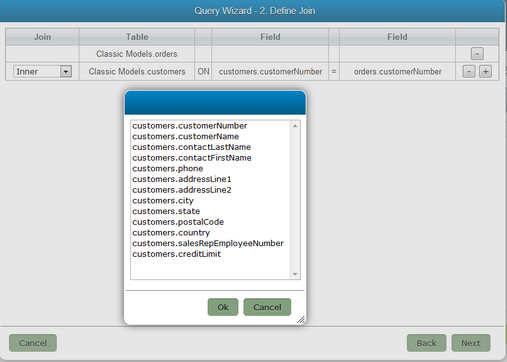 Query Wizard - 2. Define Join
Join Table Field Field
Classic Models.orders -
Inner Classic Models.customers ON customers.customerNumber = orders.customerNumber - +
customers.customerNumber
customers.customerName
customers.contactLastName
customers.contactFirstName
customers.phone
customers.addressLine1
customers.addressLine2
customers.city
customers.state
customers.postalCode
customers.country
customers.salesRepEmployeeNumber
customers.creditLimit
Ok Cancel
Cancel Back Next